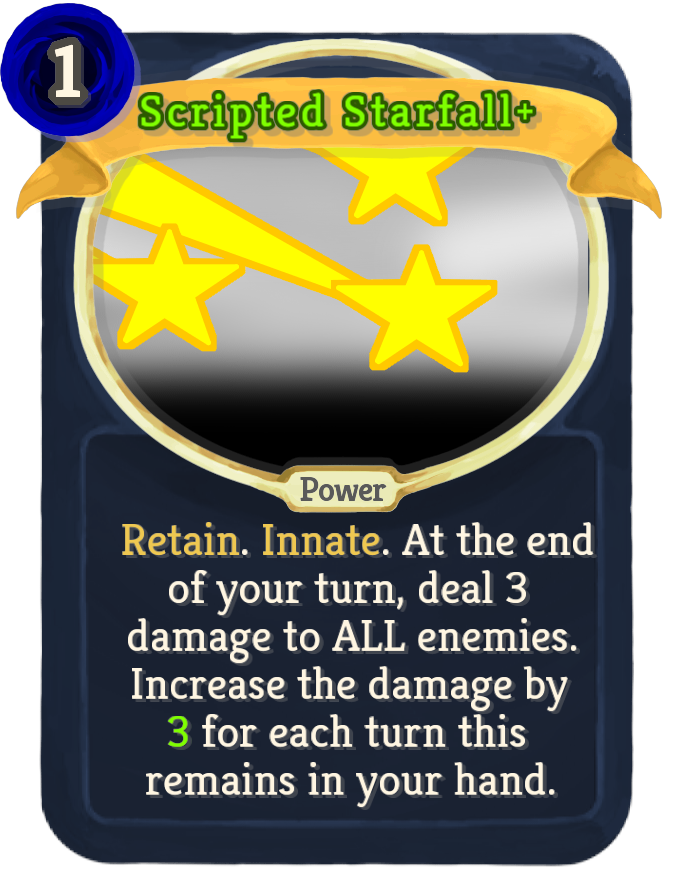 1
Scripted Starfall+
Power
Retain. Innate. At the end
of your turn, deal 3
damage to ALL enemies.
Increase the damage by
3 for each turn this
remains in your hand.